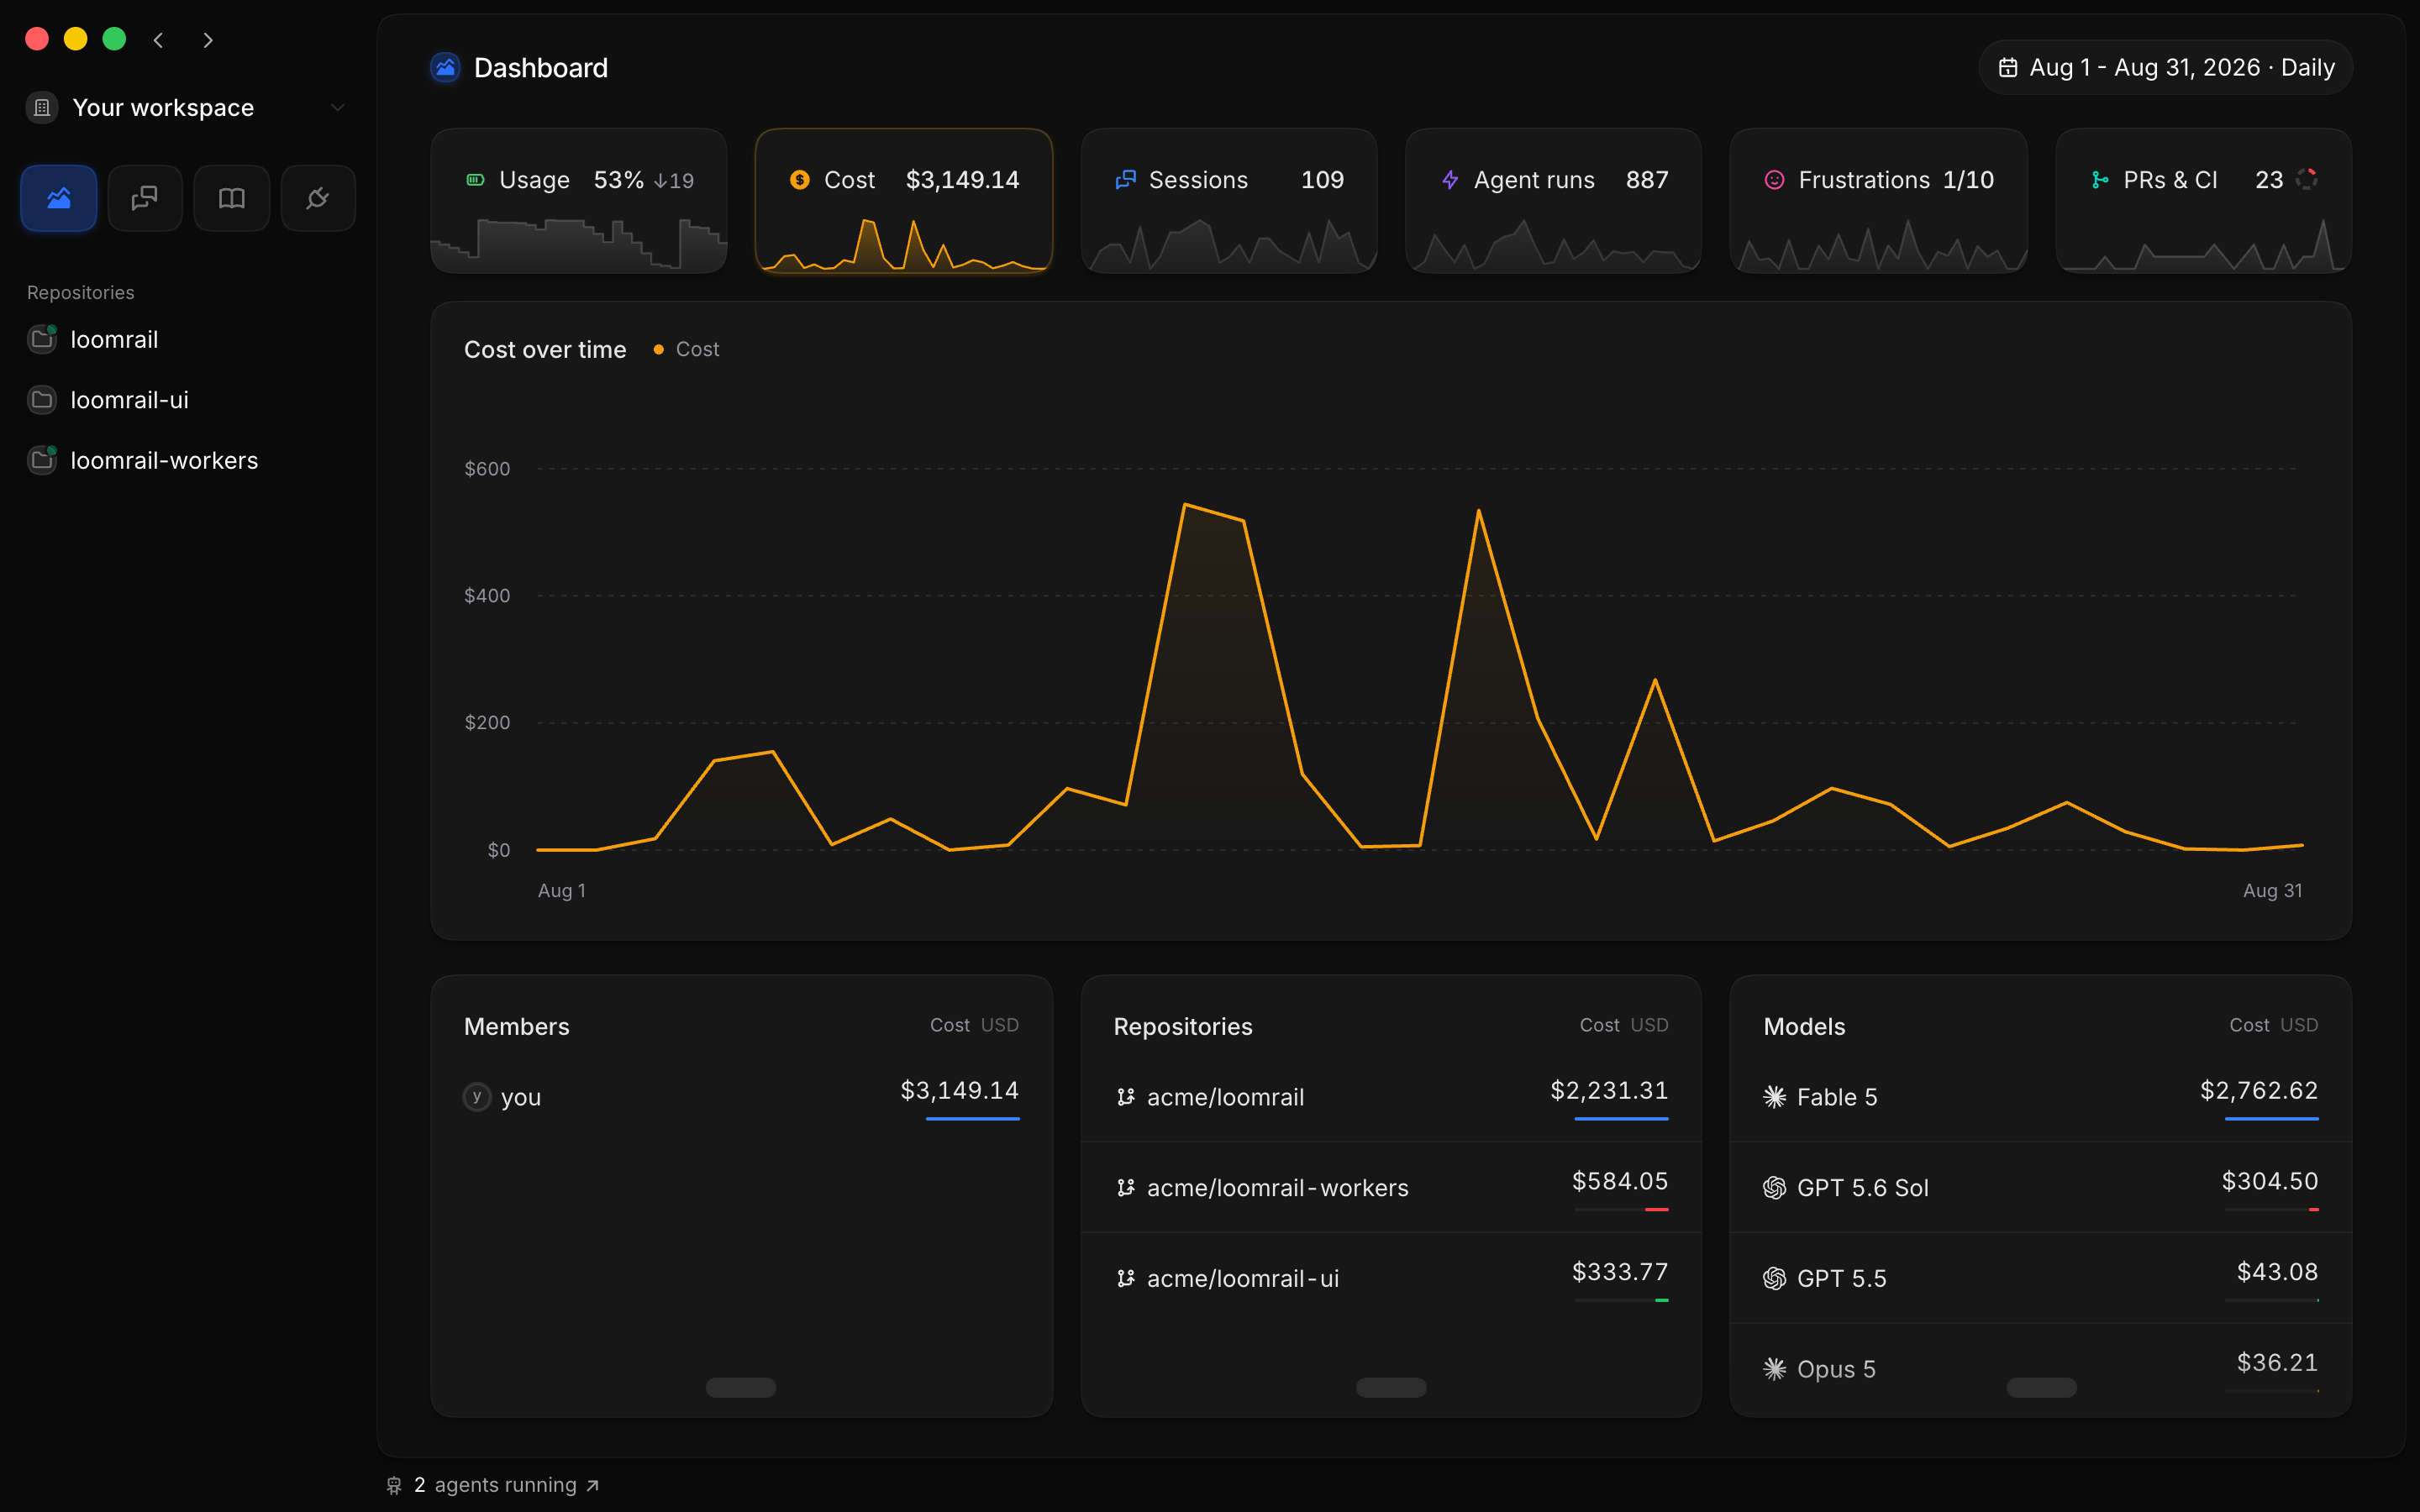 Your workspace
Repositories
loomrail
loomrail-ui
loomrail-workers
Dashboard
Aug 1 - Aug 31, 2026 · Daily
Usage 53% ↓19
Cost $3,149.14
Sessions 109
Agent runs 887
Frustrations 1/10
PRs & CI 23
Cost over time Cost
$600
$400
$200
$0
Aug 1 Aug 31
Members Cost USD
y you $3,149.14
Repositories Cost USD
acme/loomrail $2,231.31
acme/loomrail-workers $584.05
acme/loomrail-ui $333.77
Models Cost USD
Fable 5 $2,762.62
GPT 5.6 Sol $304.50
GPT 5.5 $43.08
Opus 5 $36.21
2 agents running ↗